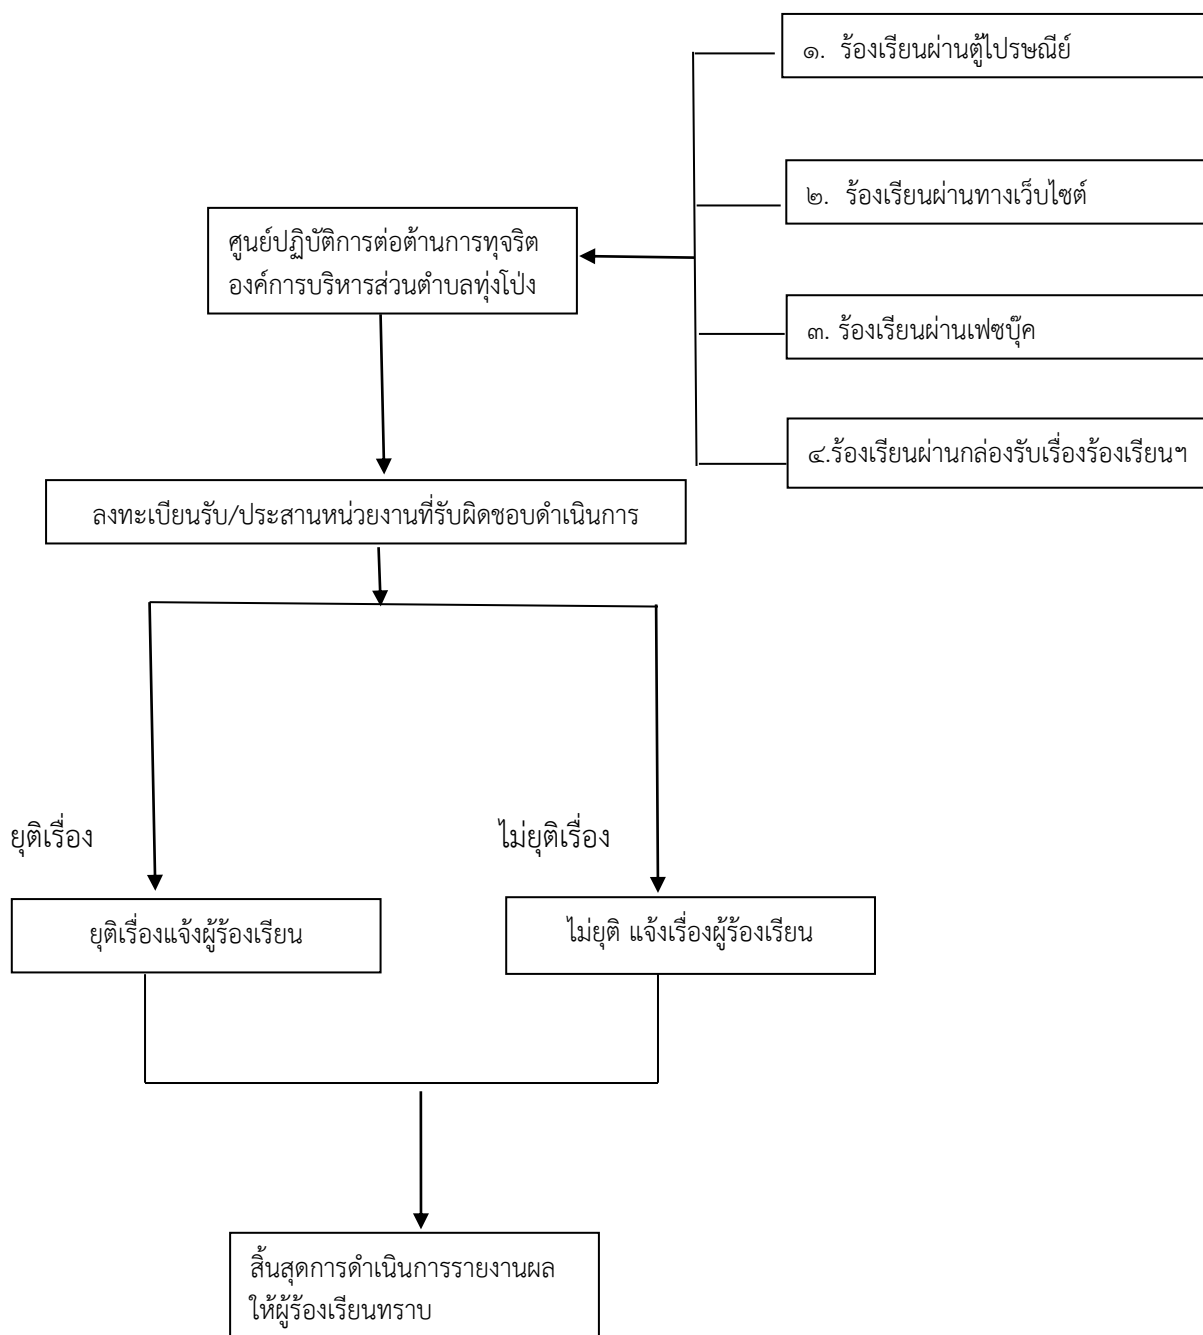 ๑. ร้องเรียนผ่านตู้ไปรษณีย์
๒. ร้องเรียนผ่านทางเว็บไซต์
ศูนย์ปฏิบัติการต่อต้านการทุจริต
องค์การบริหารส่วนตำบลทุ่งโป่ง
๓. ร้องเรียนผ่านเฟซบุ๊ค
๔.ร้องเรียนผ่านกล่องรับเรื่องร้องเรียนฯ
ลงทะเบียนรับ/ประสานหน่วยงานที่รับผิดชอบดำเนินการ
ยุติเรื่อง
ไม่ยุติเรื่อง
ยุติเรื่องแจ้งผู้ร้องเรียน
ไม่ยุติ แจ้งเรื่องผู้ร้องเรียน
สิ้นสุดการดำเนินการรายงานผล
ให้ผู้ร้องเรียนทราบ